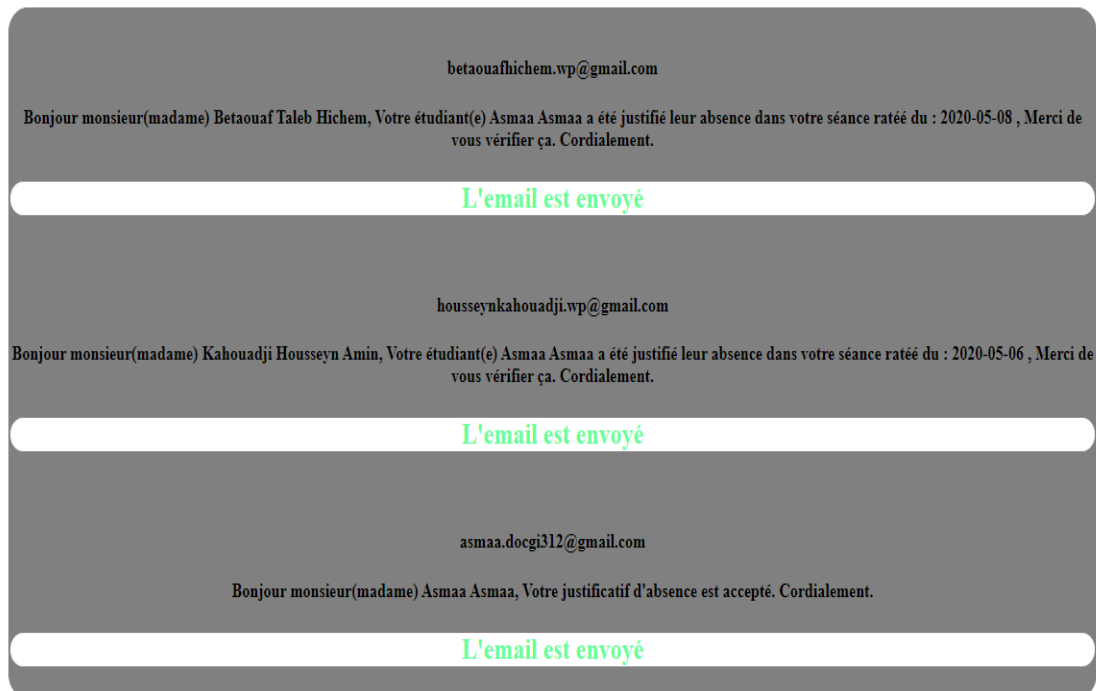 betaouafhichem.wp@gmail.com
Bonjour monsieur(madame) Betaouaf Taleb Hichem, Votre étudiant(e) Asmaa Asmaa a été justifié leur absence dans votre séance ratéé du : 2020-05-08 , Merci de
vous vérifier ça. Cordialement.
L'email est envoyé
housseynkahouadji.wp@gmail.com
Bonjour monsieur(madame) Kahouadji Housseyn Amin, Votre étudiant(e) Asmaa Asmaa a été justifié leur absence dans votre séance ratéé du : 2020-05-06 , Merci de
vous vérifier ça. Cordialement.
L'email est envoyé
asmaa.docgi312@gmail.com
Bonjour monsieur(madame) Asmaa Asmaa, Votre justificatif d'absence est accepté. Cordialement.
L'email est envoyé